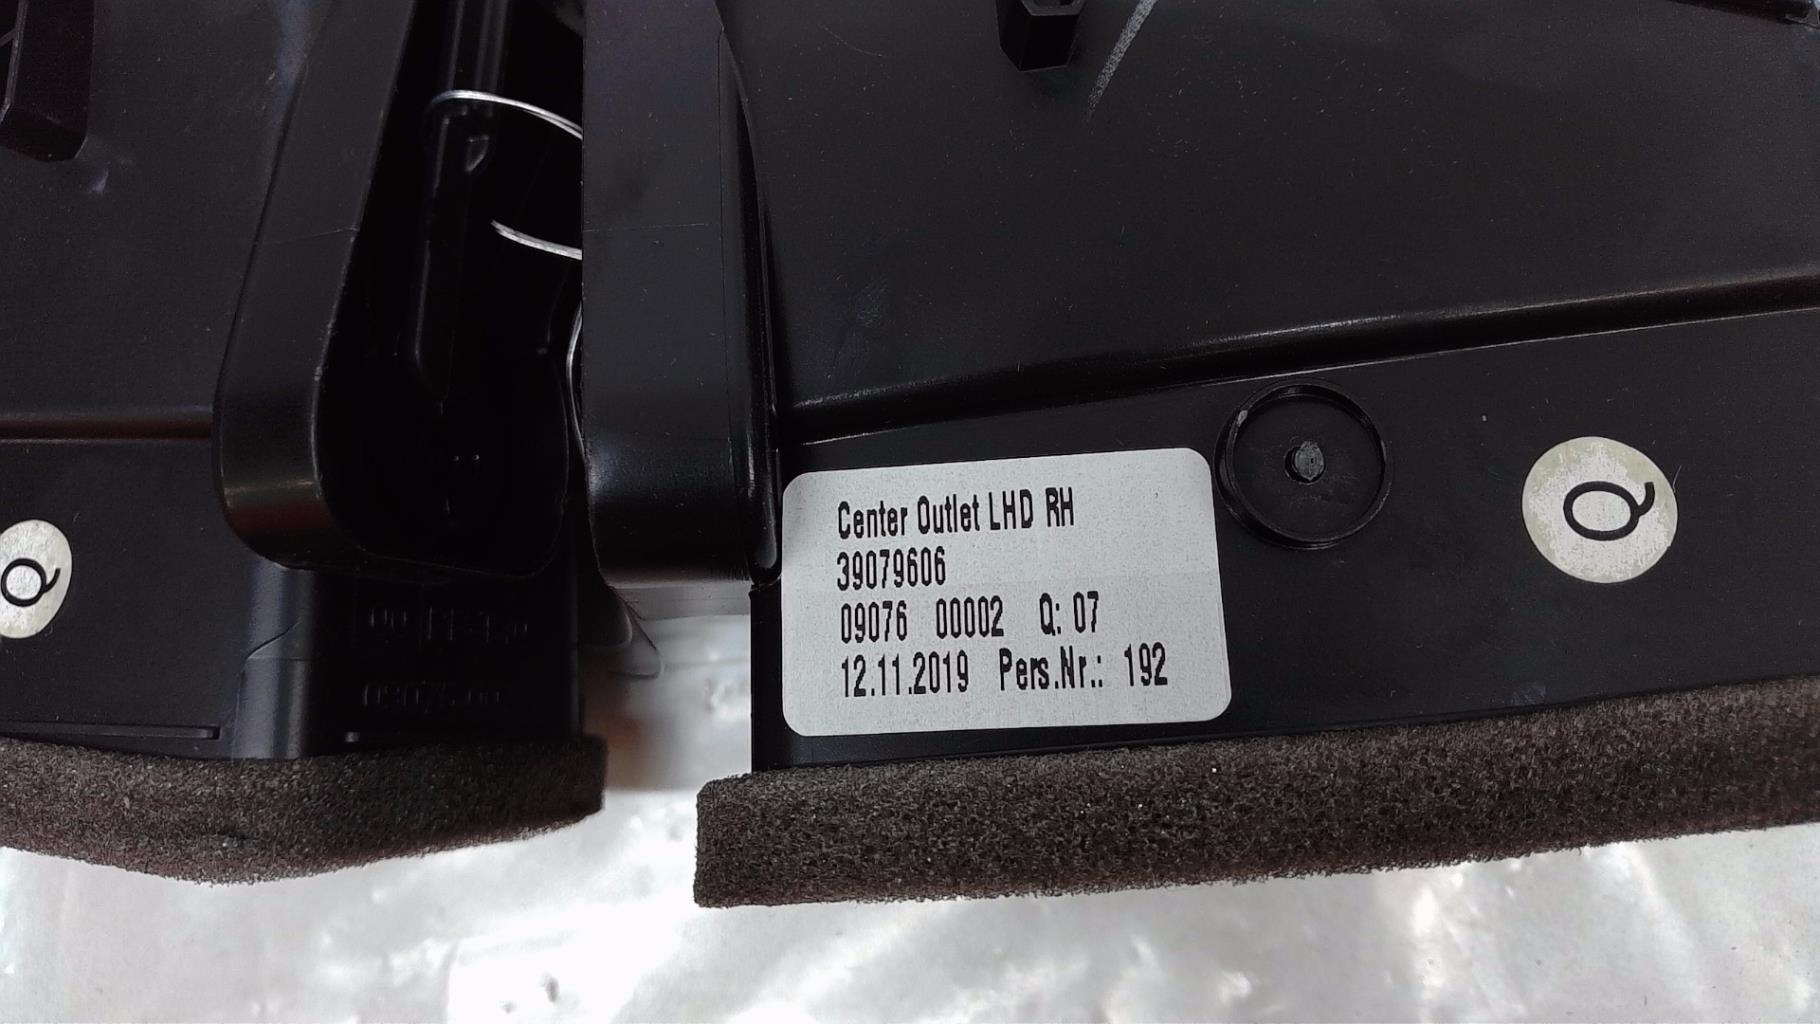 Center Outlet LHD RH
39079606
09076 00002 Q: 07
12.11.2019 Pers.Nr.: 192
Q
Q